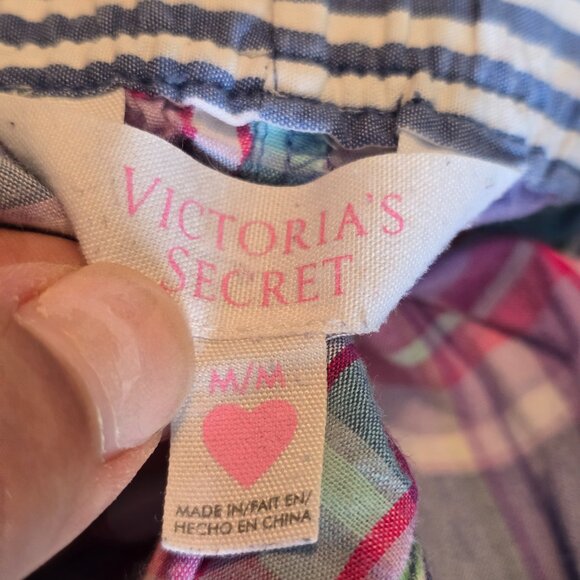 VICTORIA'S
SECRET
M/M
MADE IN/FAIT EN/
HECHO EN CHINA